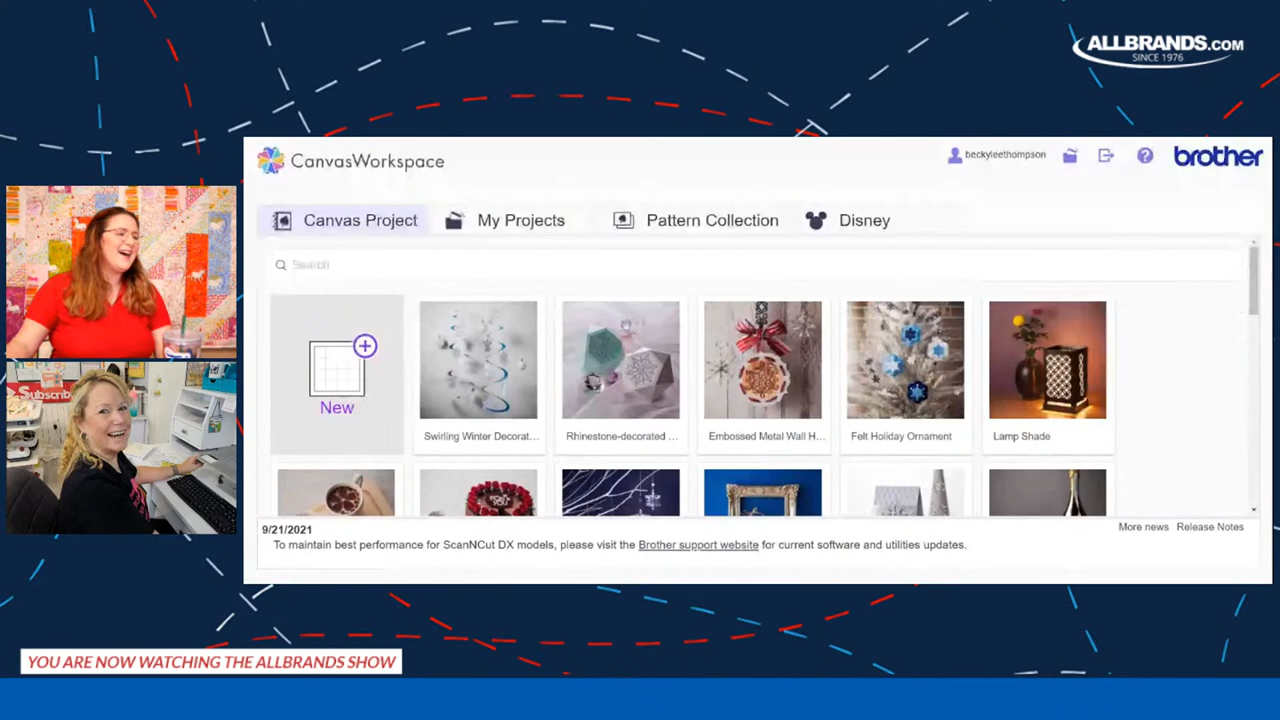 ALLBRANDS.COM
SINCE 1976
CanvasWorkspace
beckyleethompson
brother
Canvas Project
My Projects
Pattern Collection
Disney
Search
New
Swirling Winter Decorat...
Rhinestone-decorated ...
Embossed Metal Wall H...
Felt Holiday Ornament
Lamp Shade
Subscrib
9/21/2021
More news
Release Notes
To maintain best performance for ScanNCut DX models, please visit the Brother support website for current software and utilities updates.
YOU ARE NOW WATCHING THE ALLBRANDS SHOW